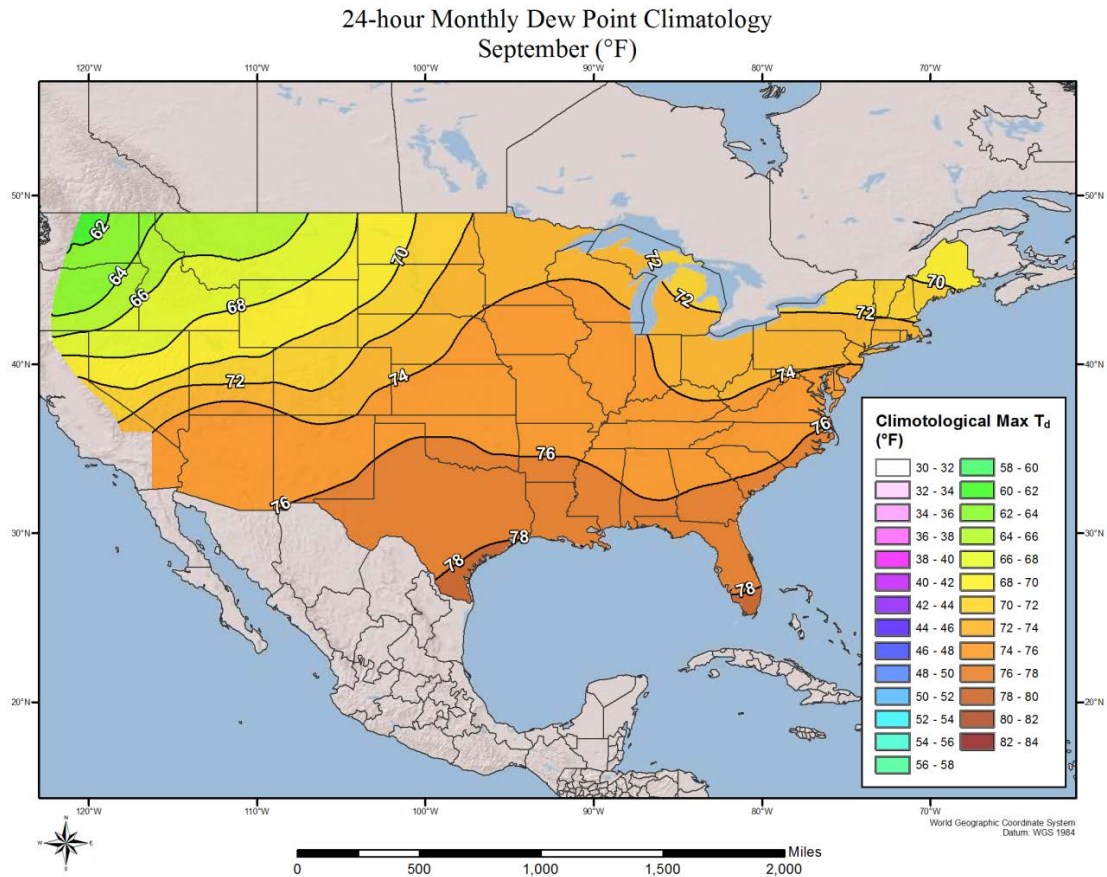 24-hour Monthly Dew Point Climatology
September (°F)
120°W 110°W 100°W 90°W 80°W 70°W
50°N 50°N
62
70
72
64
70
66
68
72
72
40°N 40°N
72
74
74
76
76
76
30°N 30°N
78
78
78
20°N 20°N
Climotological Max Td
(°F)
30 - 32 58 - 60
32 - 34 60 - 62
34 - 36 62 - 64
36 - 38 64 - 66
38 - 40 66 - 68
40 - 42 68 - 70
42 - 44 70 - 72
44 - 46 72 - 74
46 - 48 74 - 76
48 - 50 76 - 78
50 - 52 78 - 80
52 - 54 80 - 82
54 - 56 82 - 84
56 - 58
120°W 110°W 100°W 90°W 80°W 70°W
World Geographic Coordinate System
Datum: WGS 1984
N
W E
S
Miles
0 500 1,000 1,500 2,000